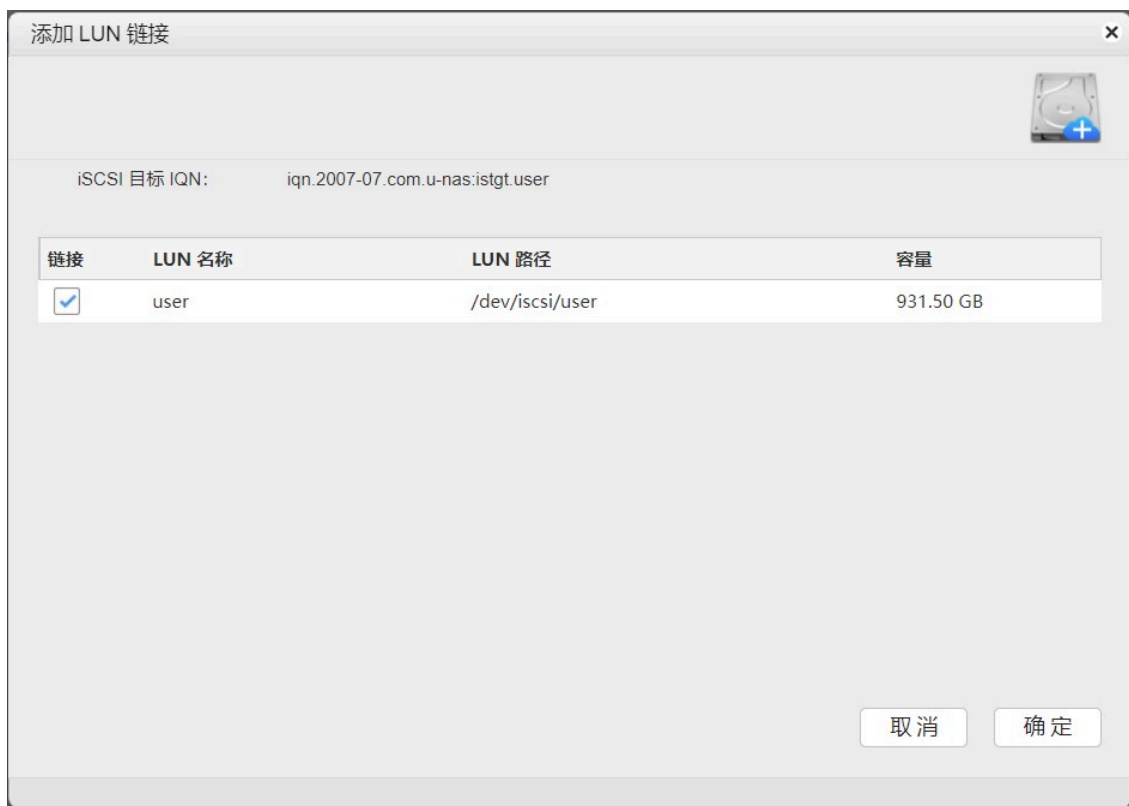 添加 LUN 链接
iSCSI 目标 IQN： iqn.2007-07.com.u-nas:istgt.user
链接 LUN 名称 LUN 路径 容量
user /dev/iscsi/user 931.50 GB
取消 确定